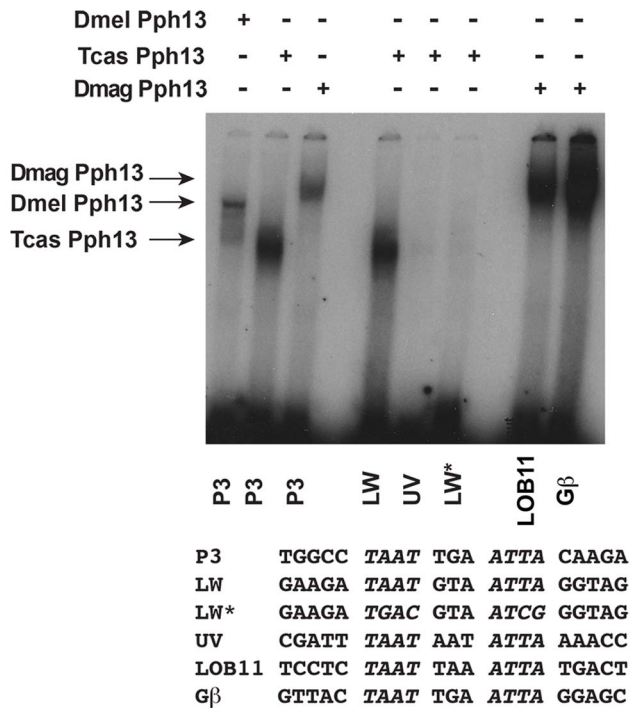 Dmel Pph13 + - - - - - - -
Tcas Pph13 - + - + + + - -
Dmag Pph13 - - + - - - + +
Dmag Pph13
Dmel Pph13
Tcas Pph13
P3 P3 P3 LW UV LW* LOB11 Gβ
P3 TGGCC TAAT TGA ATTA CAAGA
LW GAAGA TAAT GTA ATTA GGTAG
LW* GAAGA TGAC GTA ATCG GGTAG
UV CGATT TAAT AAT ATTA AAACC
LOB11 TCCTC TAAT TAA ATTA TGACT
Gβ GTTAC TAAT TGA ATTA GGAGC